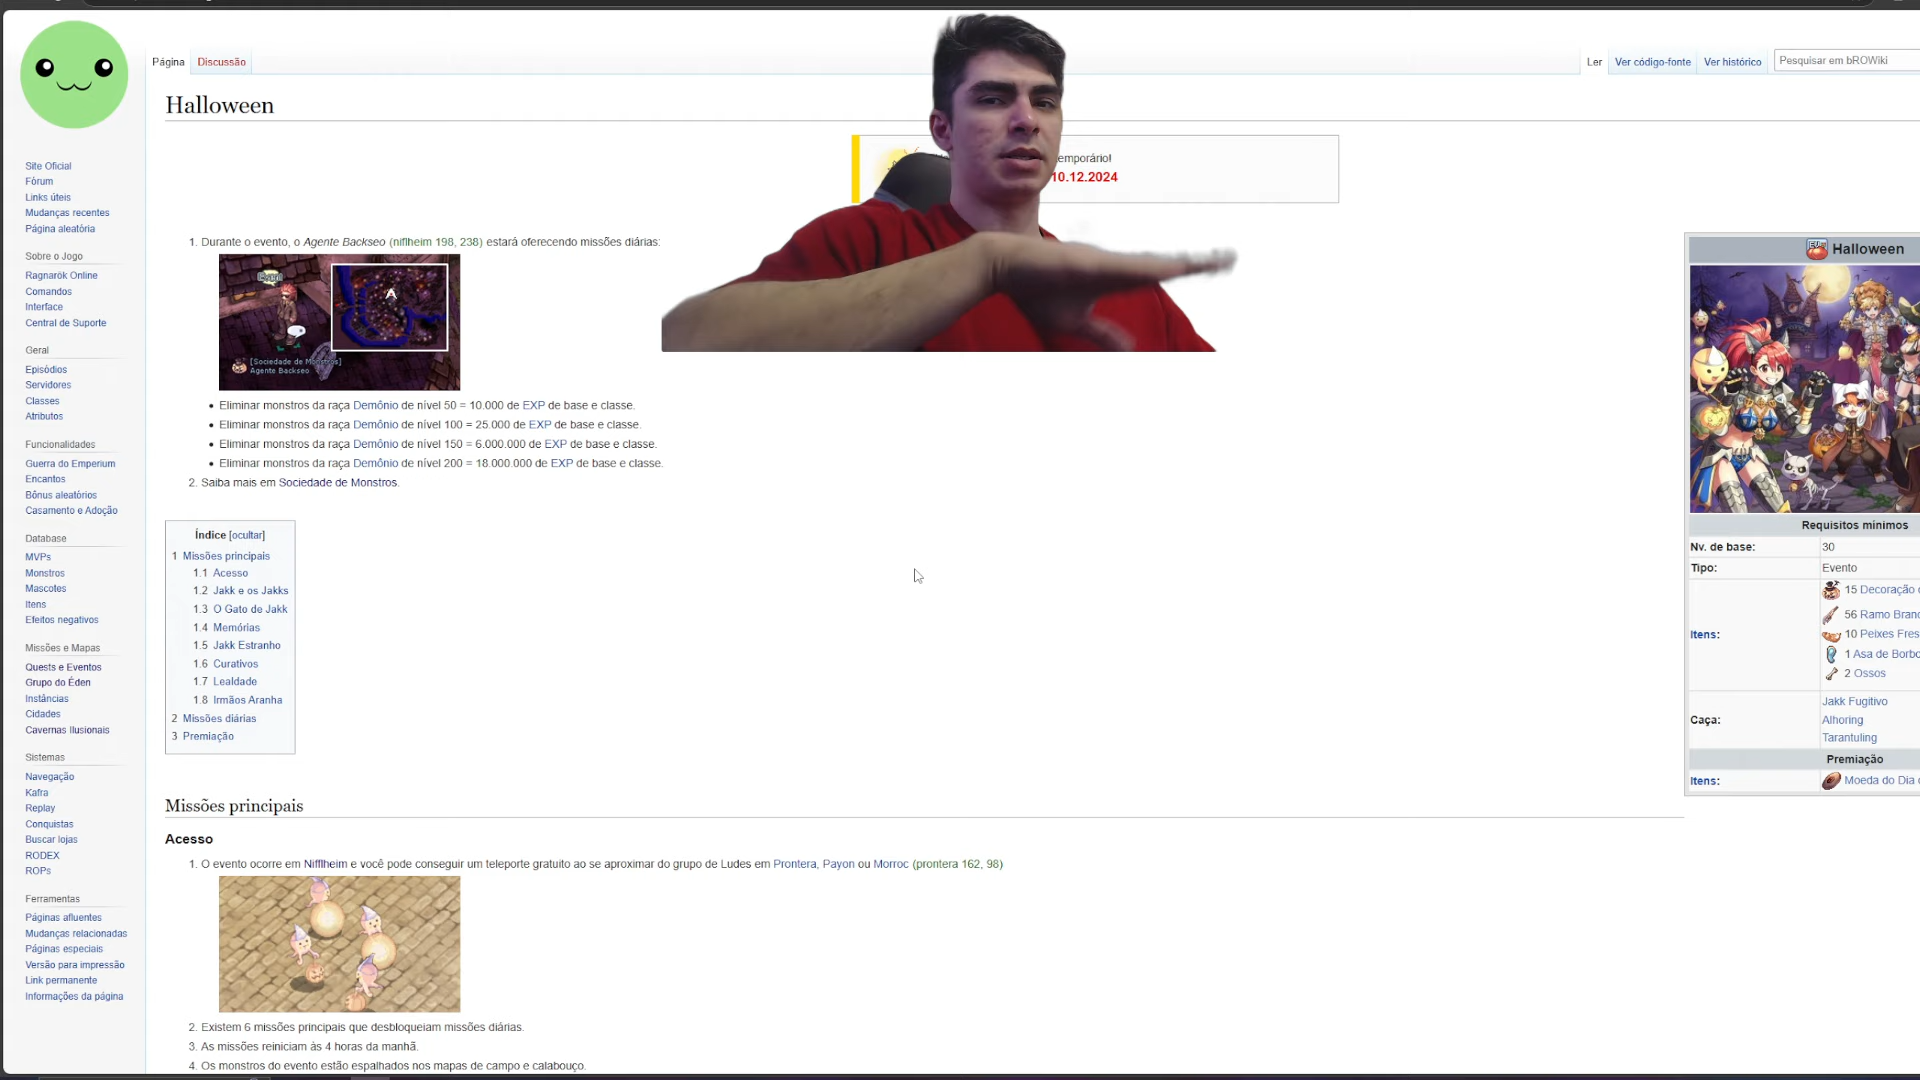 Página
Discussão
Ler
Ver código-fonte
Ver histórico
Pesquisar em bROWiki
Halloween
emporário!
10.12.2024
Site Oficial
Fórum
Links úteis
Mudanças recentes
Página aleatória
Sobre o Jogo
Ragnarök Online
Comandos
Interface
Central de Suporte
Geral
Episódios
Servidores
Classes
Atributos
Funcionalidades
Guerra do Emperium
Encantos
Bônus aleatórios
Casamento e Adoção
Database
MVPs
Monstros
Mascotes
Itens
Efeitos negativos
Missões e Mapas
Quests e Eventos
Grupo do Éden
Instâncias
Cidades
Cavernas Ilusionais
Sistemas
Navegação
Kafra
Replay
Conquistas
Buscar lojas
RODEX
ROPs
Ferramentas
Páginas afluentes
Mudanças relacionadas
Páginas especiais
Versão para impressão
Link permanente
Informações da página
1. Durante o evento, o Agente Backseo (niflheim 198, 238) estará oferecendo missões diárias:
[Sociedade de Monstros]
Agente Backseo
• Eliminar monstros da raça Demônio de nível 50 = 10.000 de EXP de base e classe.
• Eliminar monstros da raça Demônio de nível 100 = 25.000 de EXP de base e classe.
• Eliminar monstros da raça Demônio de nível 150 = 6.000.000 de EXP de base e classe.
• Eliminar monstros da raça Demônio de nível 200 = 18.000.000 de EXP de base e classe.
2. Saiba mais em Sociedade de Monstros.
Índice [ocultar]
1 Missões principais
1.1 Acesso
1.2 Jakk e os Jakks
1.3 O Gato de Jakk
1.4 Memórias
1.5 Jakk Estranho
1.6 Curativos
1.7 Lealdade
1.8 Irmãos Aranha
2 Missões diárias
3 Premiação
Missões principais
Acesso
1. O evento ocorre em Nifflheim e você pode conseguir um teleporte gratuito ao se aproximar do grupo de Ludes em Prontera, Payon ou Morroc (prontera 162, 98)
2. Existem 6 missões principais que desbloqueiam missões diárias.
3. As missões reiniciam às 4 horas da manhã.
4. Os monstros do evento estão espalhados nos mapas de campo e calabouço.
Halloween
Requisitos mínimos
Nv. de base: 30
Tipo: Evento
Itens:
15 Decoração
56 Ramo Branc
10 Peixes Fres
1 Asa de Borbo
2 Ossos
Caça:
Jakk Fugitivo
Alhoring
Tarantuling
Premiação
Itens: Moeda do Dia